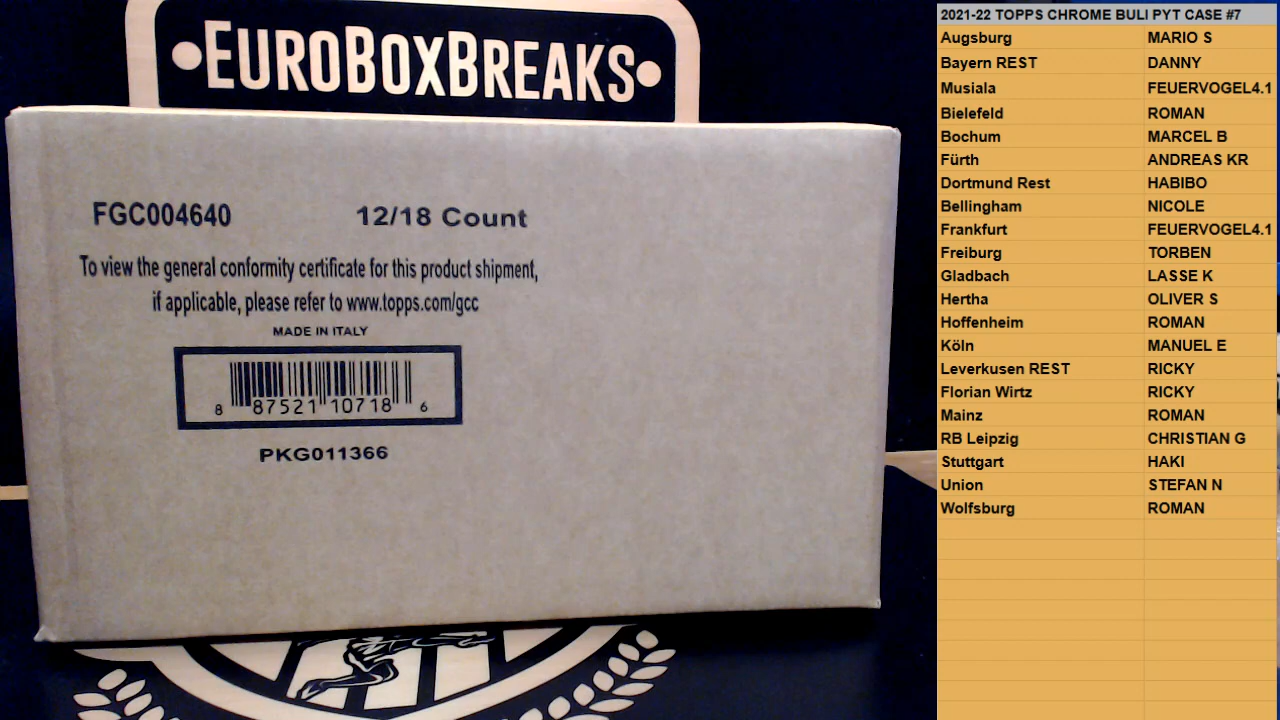 EUROBOXBREAKS
FGC004640 12/18 Count
To view the general conformity certificate for this product shipment,
if applicable, please refer to www.topps.com/gcc
MADE IN ITALY
8 87521 10718 6
PKG011366
2021-22 TOPPS CHROME BULI PYT CASE #7
Augsburg MARIO S
Bayern REST DANNY
Musiala FEUERVOGEL4.1
Bielefeld ROMAN
Bochum MARCEL B
Fürth ANDREAS KR
Dortmund Rest HABIBO
Bellingham NICOLE
Frankfurt FEUERVOGEL4.1
Freiburg TORBEN
Gladbach LASSE K
Hertha OLIVER S
Hoffenheim ROMAN
Köln MANUEL E
Leverkusen REST RICKY
Florian Wirtz RICKY
Mainz ROMAN
RB Leipzig CHRISTIAN G
Stuttgart HAKI
Union STEFAN N
Wolfsburg ROMAN